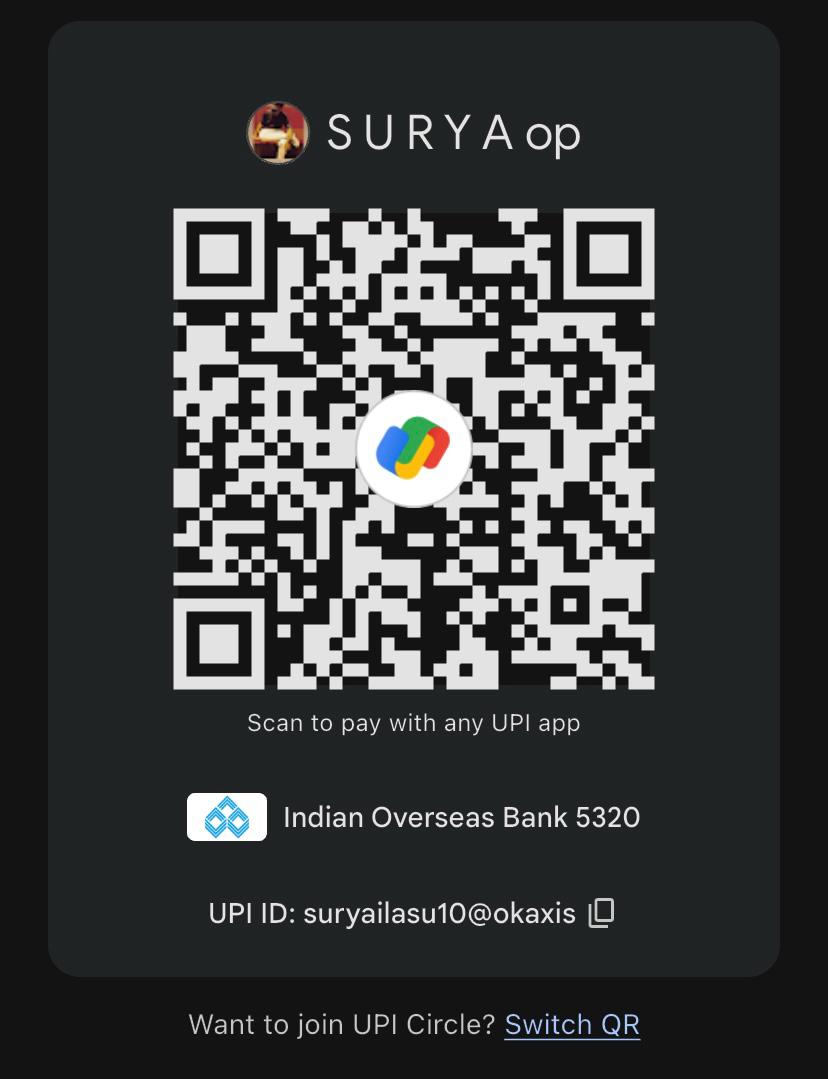 S U R Y A op
Scan to pay with any UPI app
Indian Overseas Bank 5320
UPI ID: suryailasu10@okaxis
Want to join UPI Circle? Switch QR